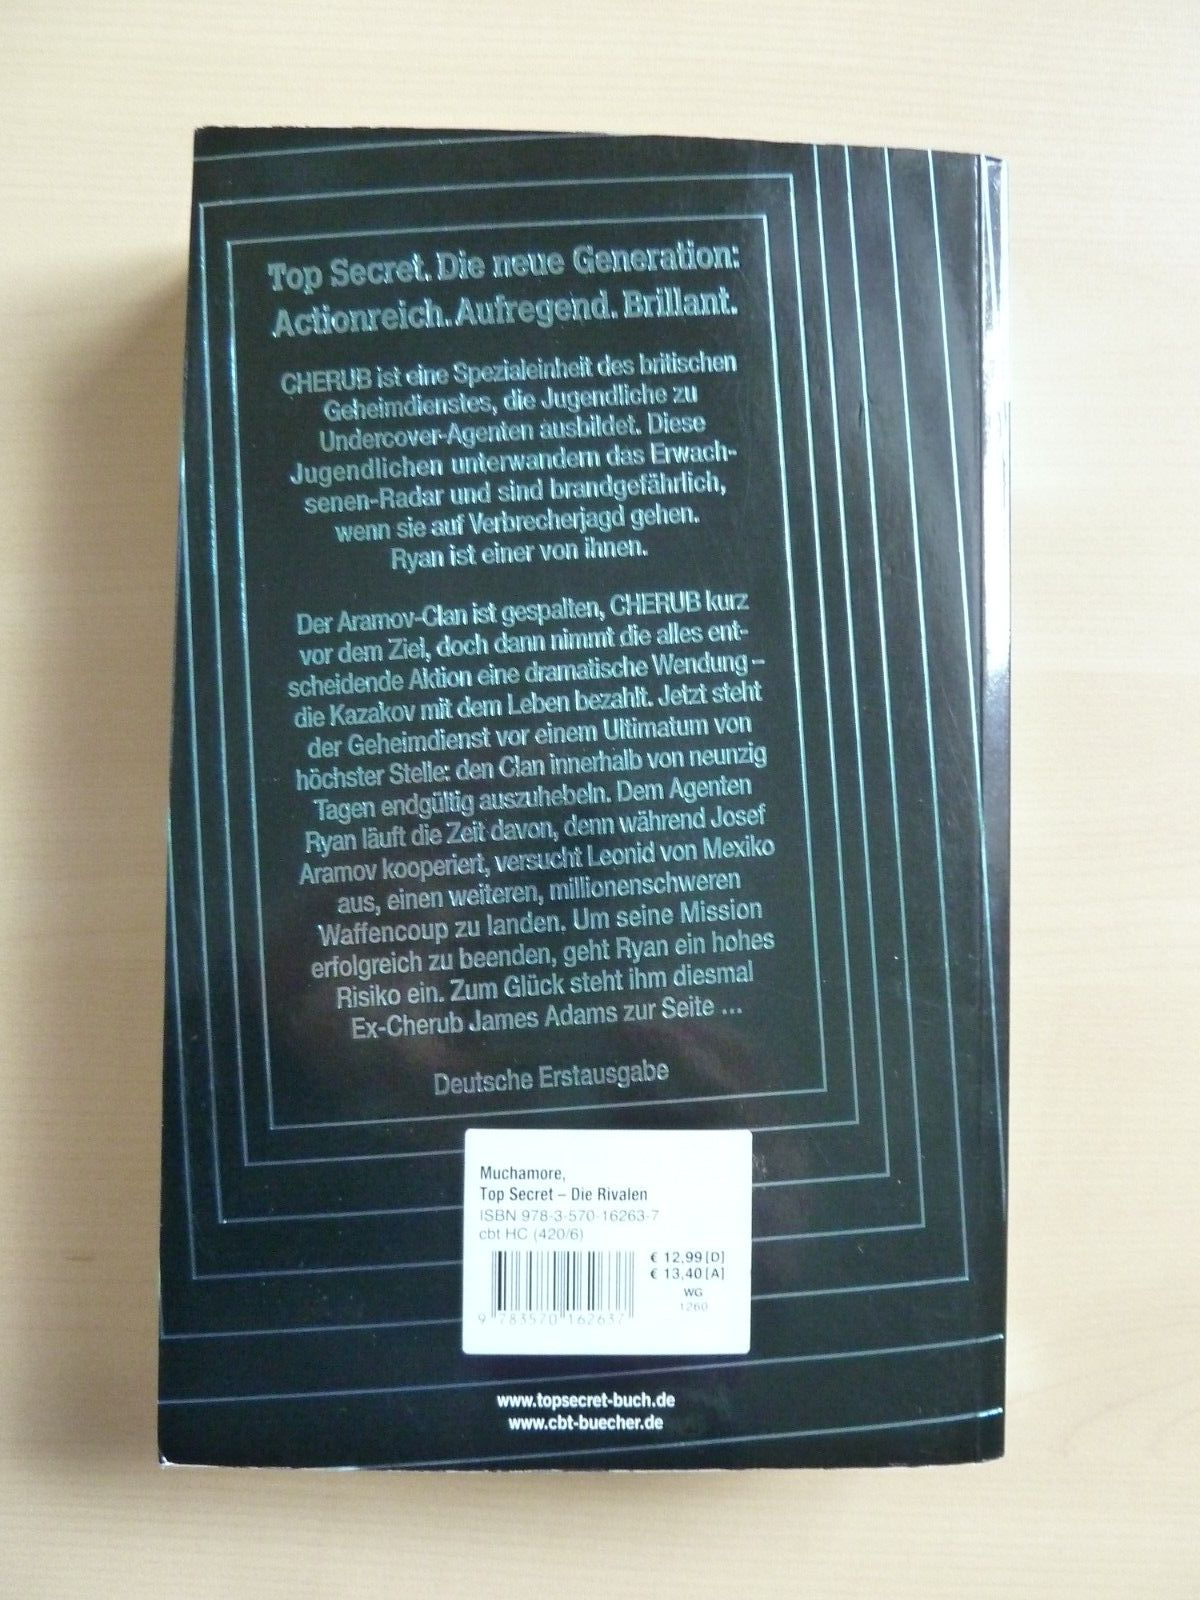 Top Secret. Die neue Generation:
Actionreich. Aufregend. Brillant.
CHERUB ist eine Spezialeinheit des britischen
Geheimdienstes, die Jugendliche zu
Undercover-Agenten ausbildet. Diese
Jugendlichen unterwandern das Erwach-
senen-Radar und sind brandgefährlich,
wenn sie auf Verbrecherjagd gehen.
Ryan ist einer von ihnen.
Der Aramov-Clan ist gespalten, CHERUB kurz
vor dem Ziel, doch dann nimmt die alles ent-
scheidende Aktion eine dramatische Wendung –
die Kazakov mit dem Leben bezahlt. Jetzt steht
der Geheimdienst vor einem Ultimatum von
höchster Stelle: den Clan innerhalb von neunzig
Tagen endgültig auszuhebeln. Dem Agenten
Ryan läuft die Zeit davon, denn während Josef
Aramov kooperiert, versucht Leonid von Mexiko
aus, einen weiteren, millionenschweren
Waffencoup zu landen. Um seine Mission
erfolgreich zu beenden, geht Ryan ein hohes
Risiko ein. Zum Glück steht ihm diesmal
Ex-Cherub James Adams zur Seite ...
Deutsche Erstausgabe
Muchamore,
Top Secret – Die Rivalen
ISBN 978-3-570-16263-7
cbt HC (420/6)
€ 12,99 [D]
€ 13,40 [A]
WG
1260
9 783570 162637
www.topsecret-buch.de
www.cbt-buecher.de